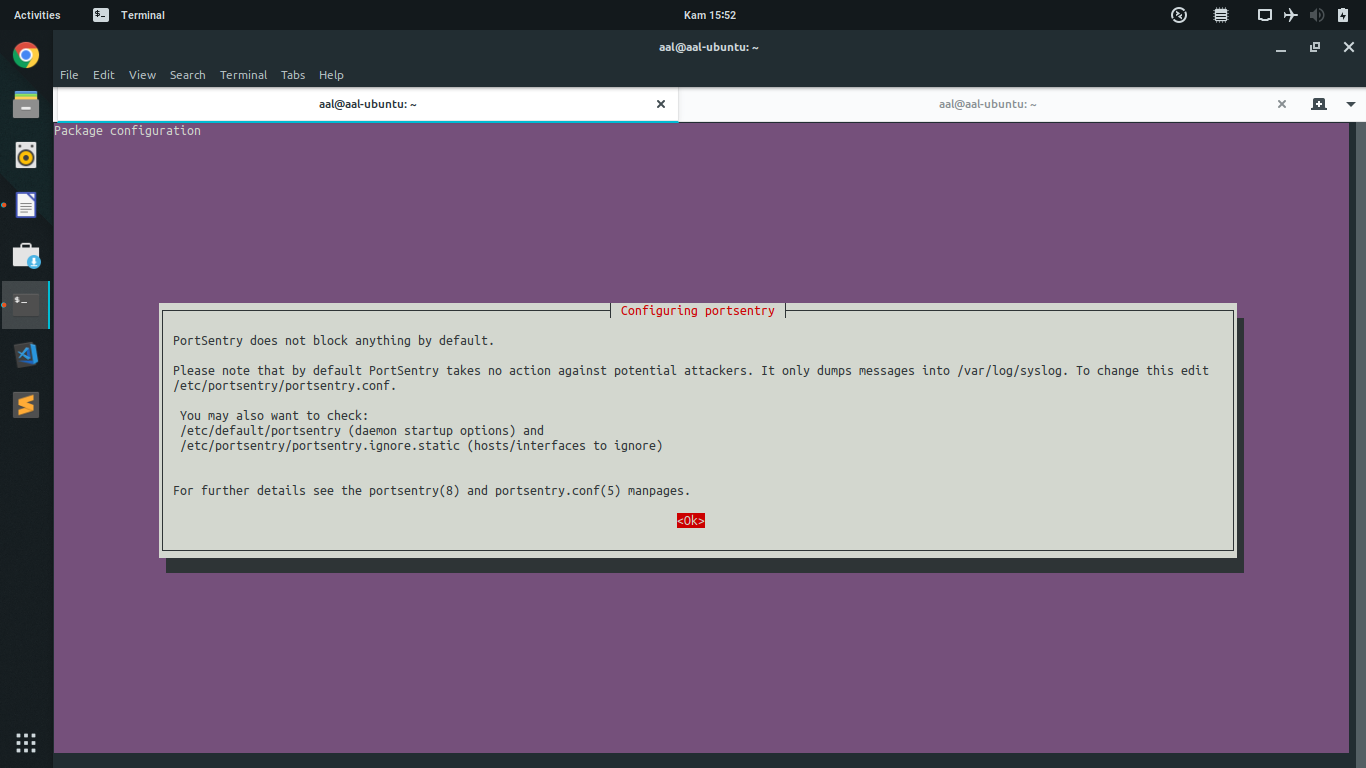 Activities
Terminal
Kam 15:52
aal@aal-ubuntu: ~
File Edit View Search Terminal Tabs Help
aal@aal-ubuntu: ~
aal@aal-ubuntu: ~
Package configuration
Configuring portsentry
PortSentry does not block anything by default.
Please note that by default PortSentry takes no action against potential attackers. It only dumps messages into /var/log/syslog. To change this edit
/etc/portsentry/portsentry.conf.
You may also want to check:
/etc/default/portsentry (daemon startup options) and
/etc/portsentry/portsentry.ignore.static (hosts/interfaces to ignore)
For further details see the portsentry(8) and portsentry.conf(5) manpages.
<Ok>